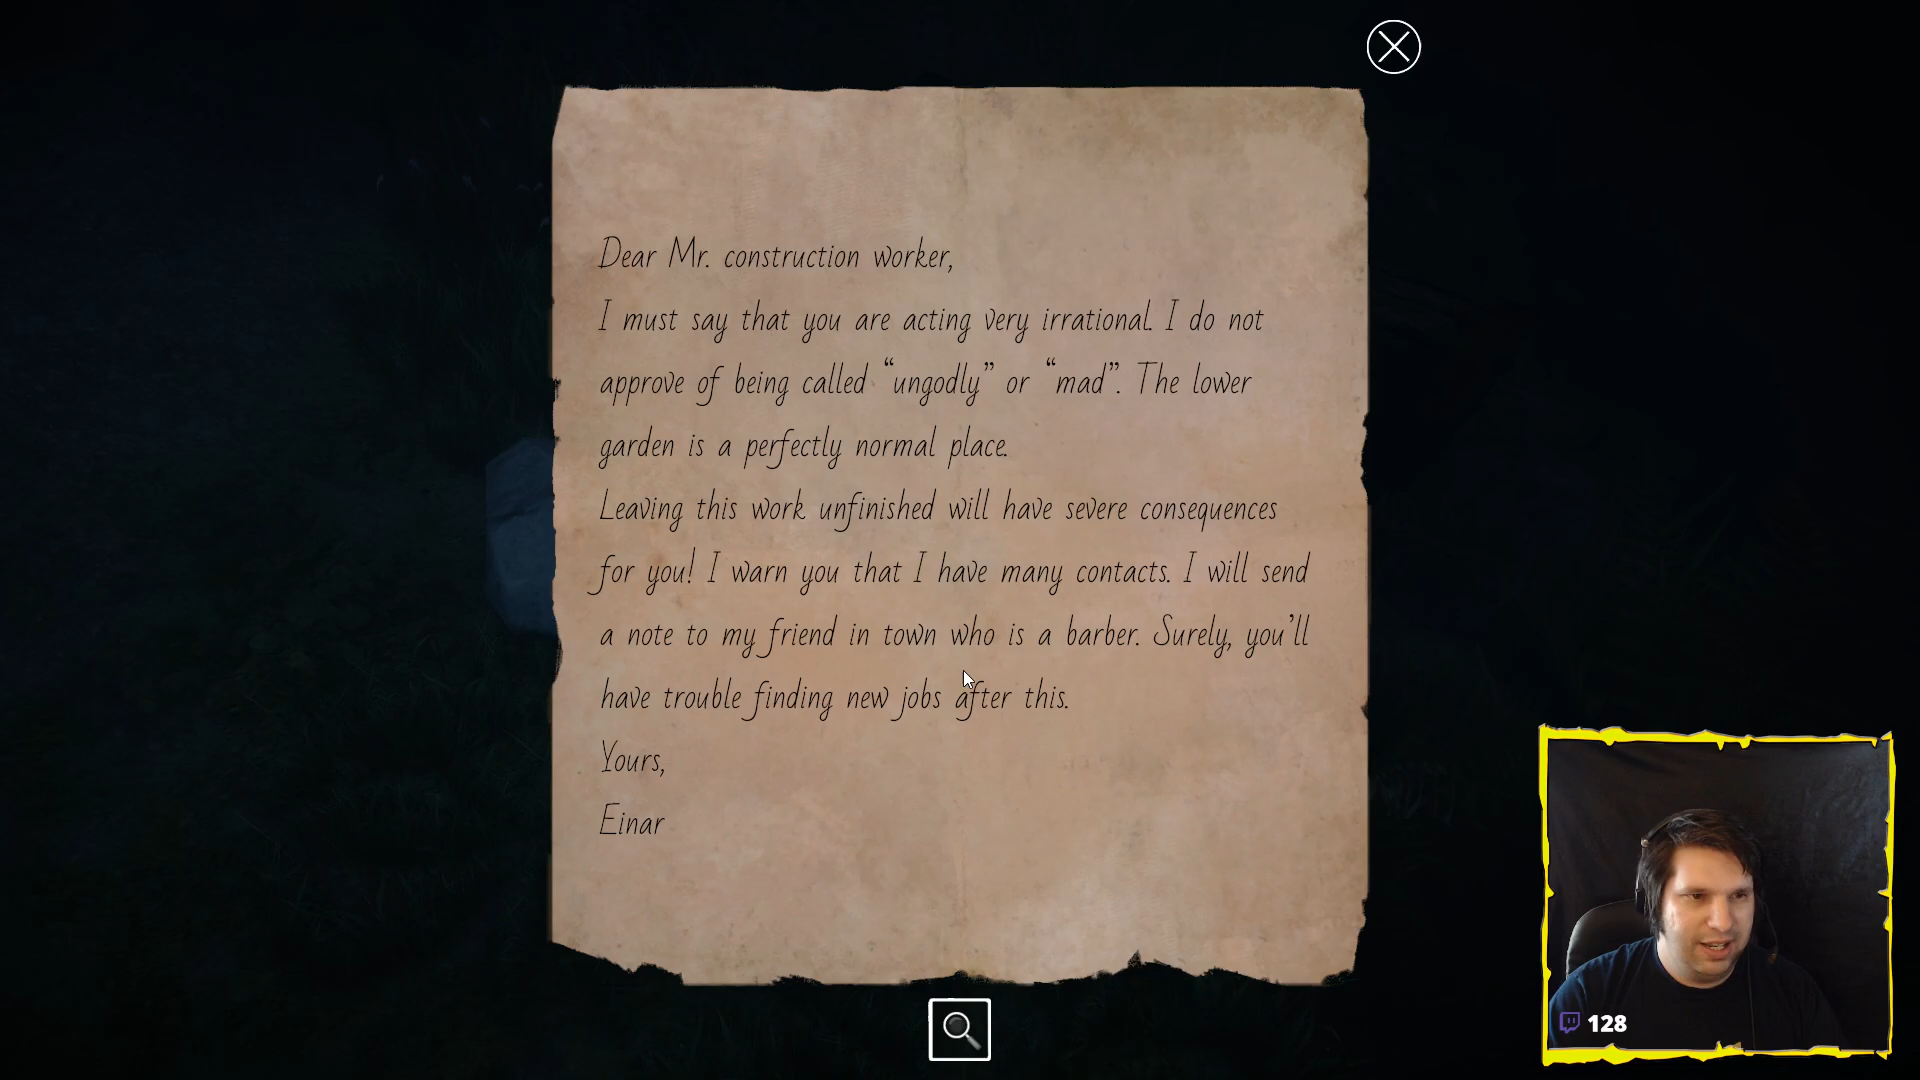 Dear Mr. construction worker,
I must say that you are acting very irrational. I do not
approve of being called “ungodly” or “mad”. The lower
garden is a perfectly normal place.
Leaving this work unfinished will have severe consequences
for you! I warn you that I have many contacts. I will send
a note to my friend in town who is a barber. Surely, you’ll
have trouble finding new jobs after this.
Yours,
Einar
128